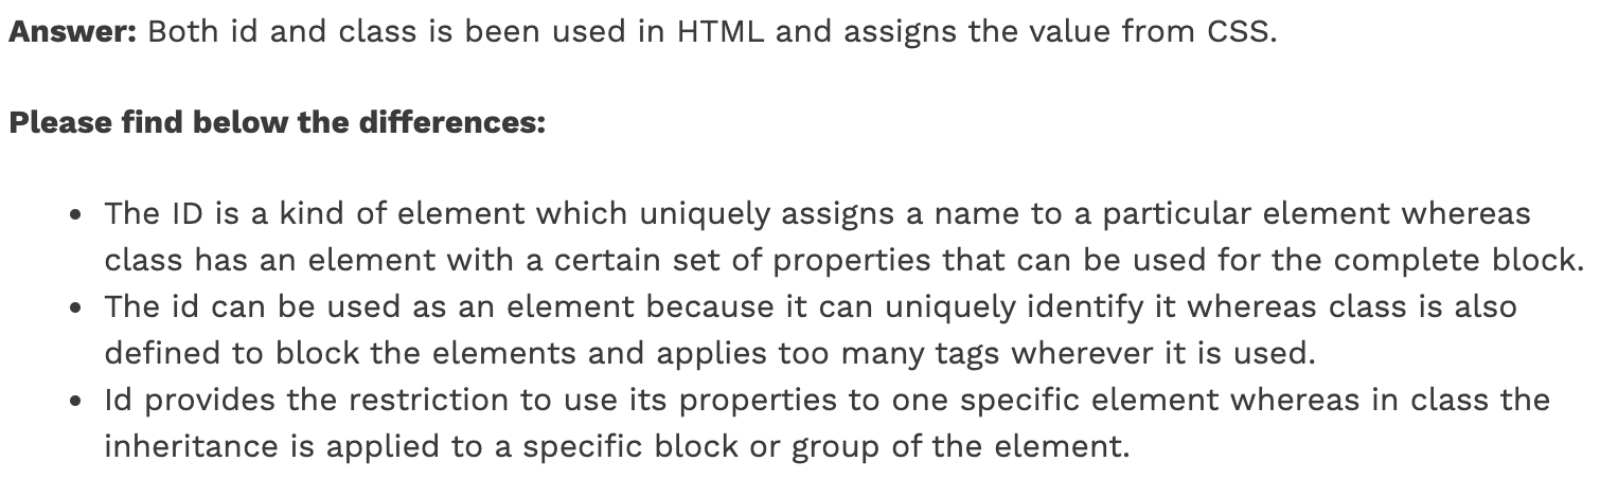 Answer: Both id and class is been used in HTML and assigns the value from CSS.
Please find below the differences:
• The ID is a kind of element which uniquely assigns a name to a particular element whereas
class has an element with a certain set of properties that can be used for the complete block.
• The id can be used as an element because it can uniquely identify it whereas class is also
defined to block the elements and applies too many tags wherever it is used.
• Id provides the restriction to use its properties to one specific element whereas in class the
inheritance is applied to a specific block or group of the element.